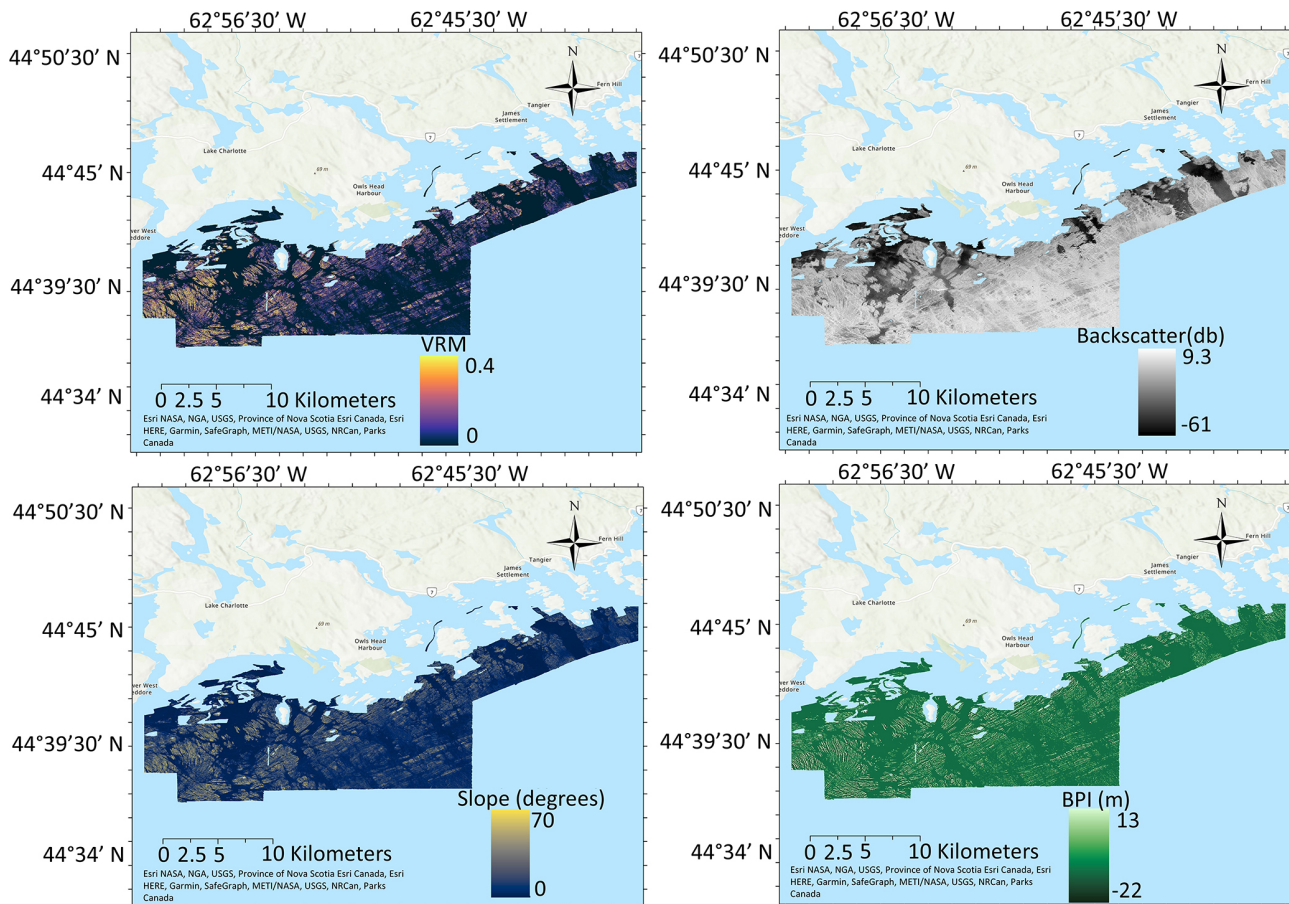 62°56'30' W 62°45'30' W
44°50'30' N
N
Fern Hill
Tangier
James
Settlement
7
7
Lake Charlotte
69 m
44°45' N
Owls Head
Harbour
wer West
eddore
44°39'30' N
VRM
0.4
0
44°34' N
0 2.5 5 10 Kilometers
Esri NASA, NGA, USGS, Province of Nova Scotia Esri Canada, Esri
HERE, Garmin, SafeGraph, METI/NASA, USGS, NRCan, Parks
Canada
62°56'30' W 62°45'30' W
44°50'30' N
N
Fern Hill
Tangier
James
Settlement
7
7
Lake Charlotte
69 m
44°45' N
Owls Head
Harbour
wer West
eddore
44°39'30' N
Backscatter(db)
9.3
-61
44°34' N
0 2.5 5 10 Kilometers
Esri NASA, NGA, USGS, Province of Nova Scotia Esri Canada, Esri
HERE, Garmin, SafeGraph, METI/NASA, USGS, NRCan, Parks
Canada
62°56'30' W 62°45'30' W
44°50'30' N
N
Fern Hill
Tangier
James
Settlement
7
7
Lake Charlotte
69 m
44°45' N
Owls Head
Harbour
wer West
eddore
44°39'30' N
Slope (degrees)
70
0
44°34' N
0 2.5 5 10 Kilometers
Esri NASA, NGA, USGS, Province of Nova Scotia Esri Canada, Esri
HERE, Garmin, SafeGraph, METI/NASA, USGS, NRCan, Parks
Canada
62°56'30' W 62°45'30' W
44°50'30' N
N
Fern Hill
Tangier
James
Settlement
7
7
Lake Charlotte
69 m
44°45' N
Owls Head
Harbour
wer West
eddore
44°39'30' N
BPI (m)
13
-22
44°34' N
0 2.5 5 10 Kilometers
Esri NASA, NGA, USGS, Province of Nova Scotia Esri Canada, Esri
HERE, Garmin, SafeGraph, METI/NASA, USGS, NRCan, Parks
Canada